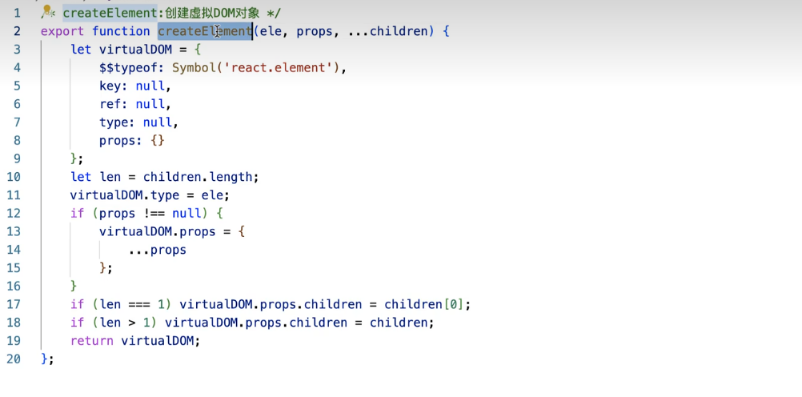 1 /* createElement:创建虚拟DOM对象 */
2 export function createElement(ele, props, ...children) {
3 let virtualDOM = {
4 $$typeof: Symbol('react.element'),
5 key: null,
6 ref: null,
7 type: null,
8 props: {}
9 };
10 let len = children.length;
11 virtualDOM.type = ele;
12 if (props !== null) {
13 virtualDOM.props = {
14 ...props
15 };
16 }
17 if (len === 1) virtualDOM.props.children = children[0];
18 if (len > 1) virtualDOM.props.children = children;
19 return virtualDOM;
20 };